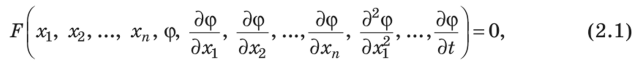 F(x₁, x₂, ..., xₙ, φ, ∂φ/∂x₁, ∂φ/∂x₂, ..., ∂φ/∂xₙ, ∂²φ/∂x₁², ..., ∂φ/∂t) = 0, (2.1)